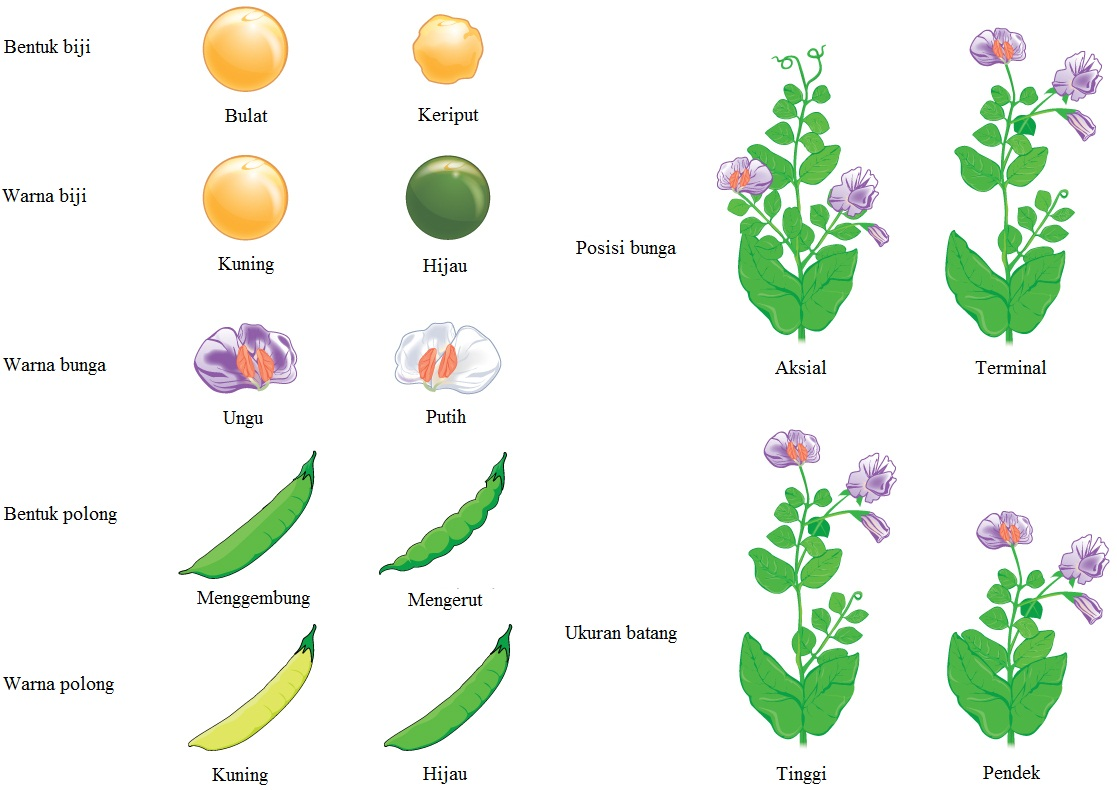 Bentuk biji
Bulat
Keriput
Warna biji
Kuning
Hijau
Warna bunga
Ungu
Putih
Bentuk polong
Menggembung
Mengerut
Warna polong
Kuning
Hijau
Posisi bunga
Aksial
Terminal
Ukuran batang
Tinggi
Pendek